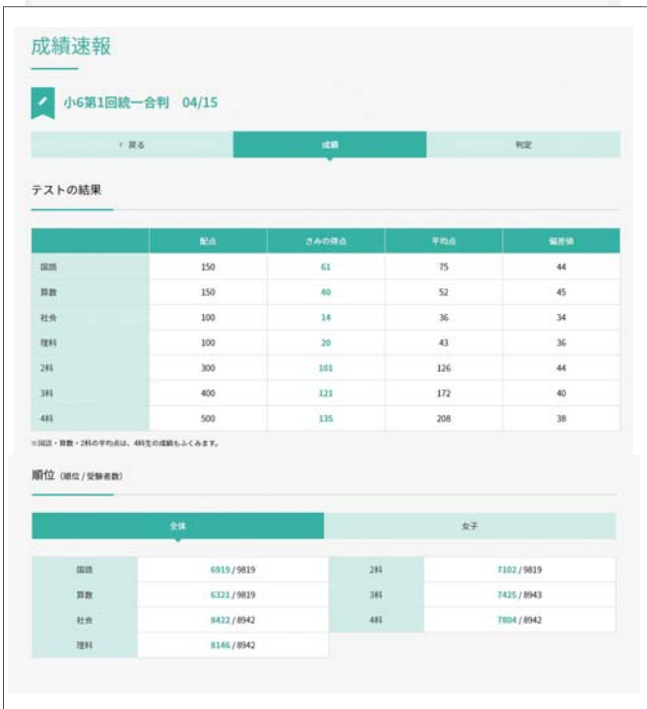 成績速報
小6第1回統一合判 04/15
< 戻る 成績 判定
テストの結果
配点 さみの得点 平均点 偏差値
国語 150 61 75 44
算数 150 40 52 45
社会 100 14 36 34
理科 100 20 43 36
2科 300 101 126 44
3科 400 121 172 40
4科 500 135 208 38
※国語・算数・2科の平均点は、4科生の成績もふくみます。
順位 (順位 / 受験者数)
全体 女子
国語 6919 / 9819 2科 7102 / 9819
算数 6321 / 9819 3科 7425 / 8943
社会 8422 / 8942 4科 7804 / 8942
理科 8146 / 8942